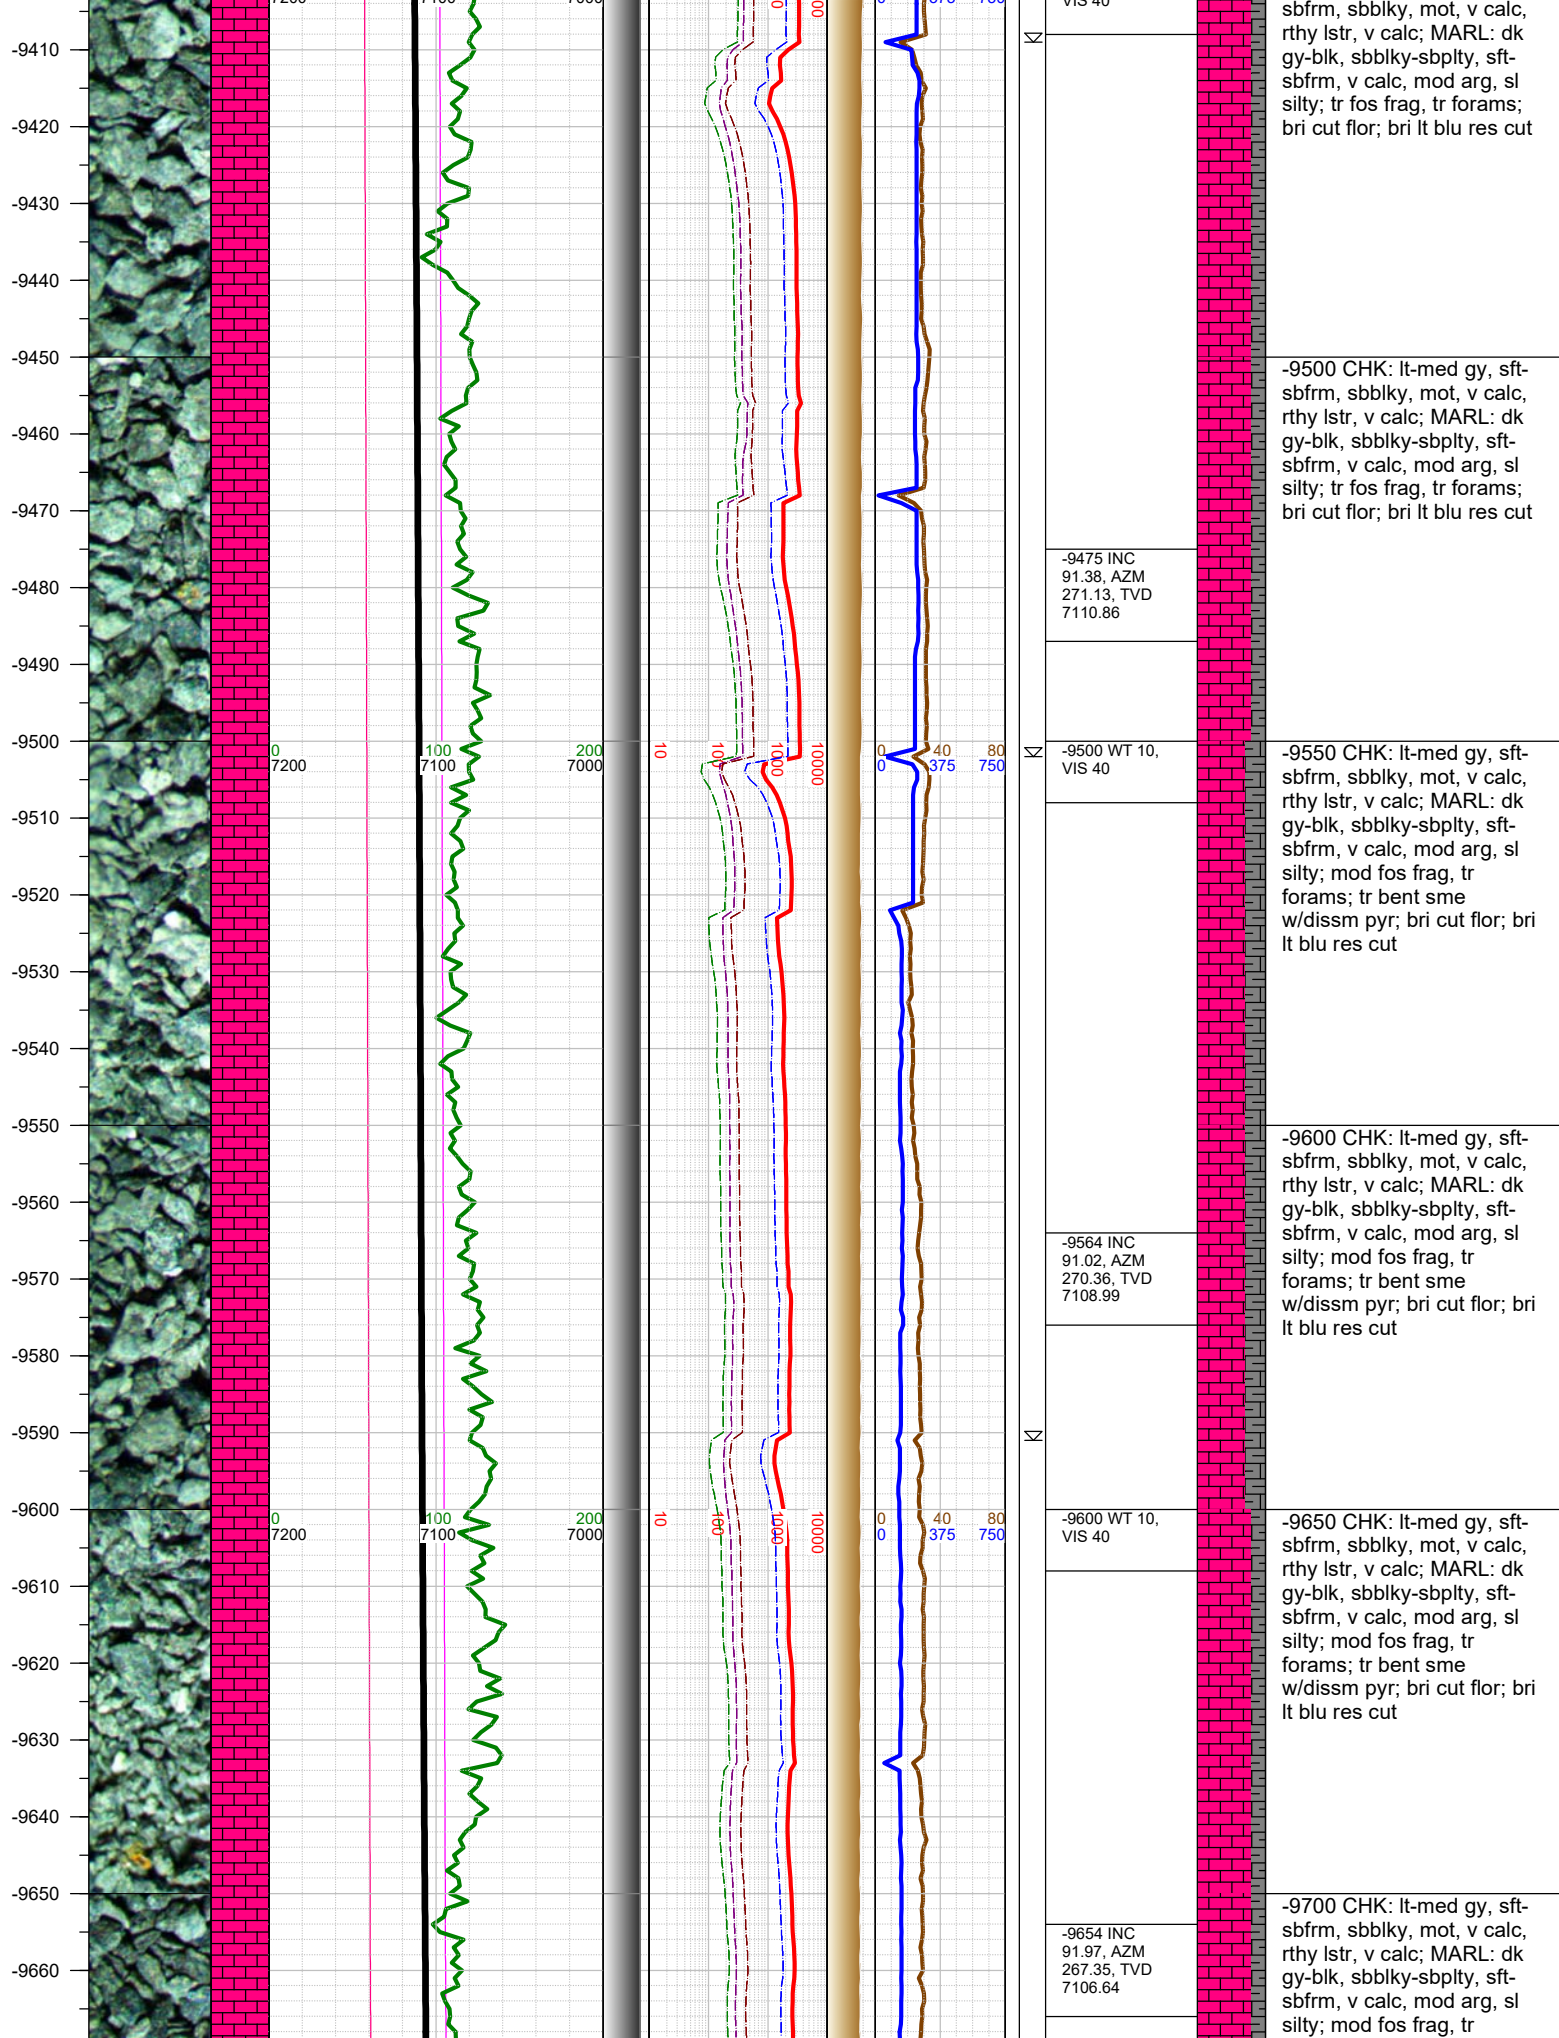 7200
7100
7000
0
00
0
375
750
VIS 40
sbfrm, sbblky, mot, v calc,
rthy lstr, v calc; MARL: dk
gy-blk, sbblky-sbplty, sft-
sbfrm, v calc, mod arg, sl
silty; tr fos frag, tr forams;
bri cut flor; bri lt blu res cut
-9410
-9420
-9430
-9440
-9450
-9500 CHK: lt-med gy, sft-
sbfrm, sbblky, mot, v calc,
rthy lstr, v calc; MARL: dk
gy-blk, sbblky-sbplty, sft-
sbfrm, v calc, mod arg, sl
silty; tr fos frag, tr forams;
bri cut flor; bri lt blu res cut
-9460
-9470
-9475 INC
91.38, AZM
271.13, TVD
7110.86
-9480
-9490
-9500
0
100
200
7200
7100
7000
10
100
1000
10000
0
40
80
0
375
750
-9500 WT 10,
VIS 40
-9550 CHK: lt-med gy, sft-
sbfrm, sbblky, mot, v calc,
rthy lstr, v calc; MARL: dk
gy-blk, sbblky-sbplty, sft-
sbfrm, v calc, mod arg, sl
silty; mod fos frag, tr
forams; tr bent sme
w/dissm pyr; bri cut flor; bri
lt blu res cut
-9510
-9520
-9530
-9540
-9550
-9600 CHK: lt-med gy, sft-
sbfrm, sbblky, mot, v calc,
rthy lstr, v calc; MARL: dk
gy-blk, sbblky-sbplty, sft-
sbfrm, v calc, mod arg, sl
silty; mod fos frag, tr
forams; tr bent sme
w/dissm pyr; bri cut flor; bri
lt blu res cut
-9560
-9564 INC
91.02, AZM
270.36, TVD
7108.99
-9570
-9580
-9590
-9600
0
100
200
7200
7100
7000
10
100
1000
10000
0
40
80
0
375
750
-9600 WT 10,
VIS 40
-9650 CHK: lt-med gy, sft-
sbfrm, sbblky, mot, v calc,
rthy lstr, v calc; MARL: dk
gy-blk, sbblky-sbplty, sft-
sbfrm, v calc, mod arg, sl
silty; mod fos frag, tr
forams; tr bent sme
w/dissm pyr; bri cut flor; bri
lt blu res cut
-9610
-9620
-9630
-9640
-9650
-9654 INC
91.97, AZM
267.35, TVD
7106.64
-9660
-9700 CHK: lt-med gy, sft-
sbfrm, sbblky, mot, v calc,
rthy lstr, v calc; MARL: dk
gy-blk, sbblky-sbplty, sft-
sbfrm, v calc, mod arg, sl
silty; mod fos frag, tr